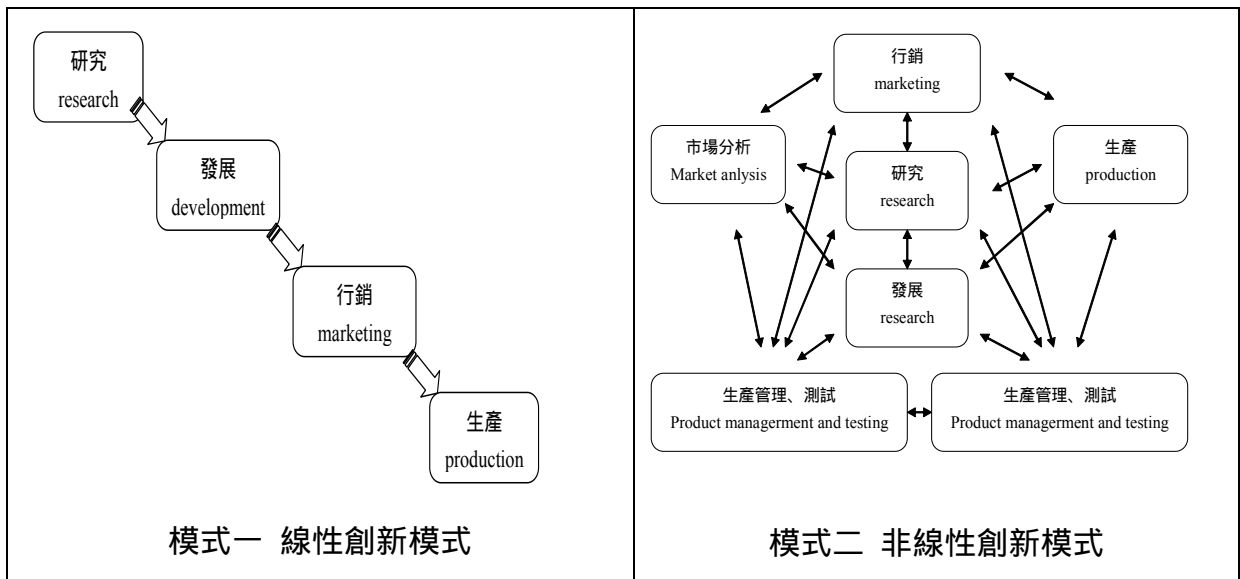 研究
research
發展
development
行銷
marketing
生產
production
模式一 線性創新模式
行銷
marketing
市場分析
Market anlysis
研究
research
生產
production
發展
research
生產管理、測試
Product managerment and testing
生產管理、測試
Product managerment and testing
模式二 非線性創新模式